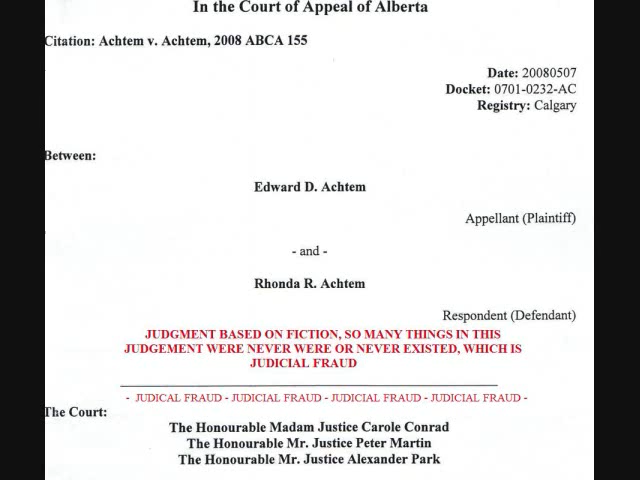 In the Court of Appeal of Alberta
Citation: Achtem v. Achtem, 2008 ABCA 155
Date: 20080507
Docket: 0701-0232-AC
Registry: Calgary
Between:
Edward D. Achtem
Appellant (Plaintiff)
- and -
Rhonda R. Achtem
Respondent (Defendant)
JUDGMENT BASED ON FICTION, SO MANY THINGS IN THIS
JUDGEMENT WERE NEVER WERE OR NEVER EXISTED, WHICH IS
JUDICIAL FRAUD
- JUDICAL FRAUD - JUDICIAL FRAUD - JUDICIAL FRAUD - JUDICIAL FRAUD -
The Court:
The Honourable Madam Justice Carole Conrad
The Honourable Mr. Justice Peter Martin
The Honourable Mr. Justice Alexander Park